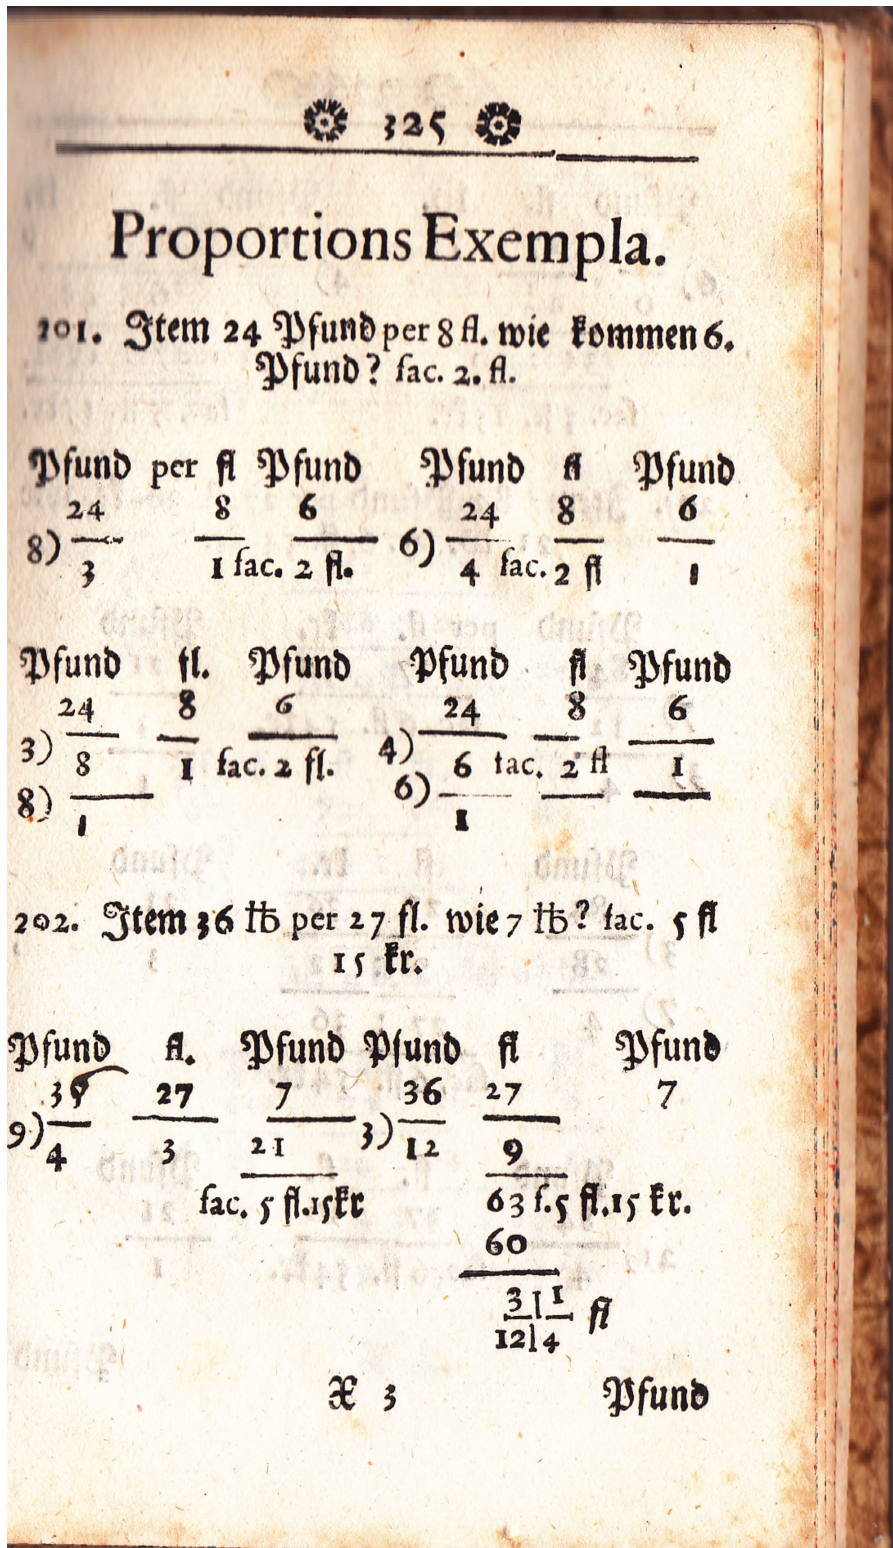 325
Proportions Exempla.
201. Item 24 Pfund per 8 fl. wie kommen 6.
Pfund? fac. 2. fl.
Pfund per fl Pfund Pfund fl Pfund
24 8 6 24 8 6
8) 3 1 fac. 2 fl. 6) 4 fac. 2 fl 1
Pfund fl. Pfund Pfund fl Pfund
24 8 6 24 8 6
3) 8 1 fac. 2 fl. 4) 6 fac. 2 fl 1
8) 1 6) 1
202. Item 36 ℔ per 27 fl. wie 7 ℔? fac. 5 fl
15 kr.
Pfund fl. Pfund Pfund fl Pfund
36 27 7 36 27 7
9) 4 3 21 3) 12 9
fac. 5 fl. 15 kr 63 f. 5 fl. 15 kr.
60
3 | 1 fl
12 | 4
X 3 Pfund